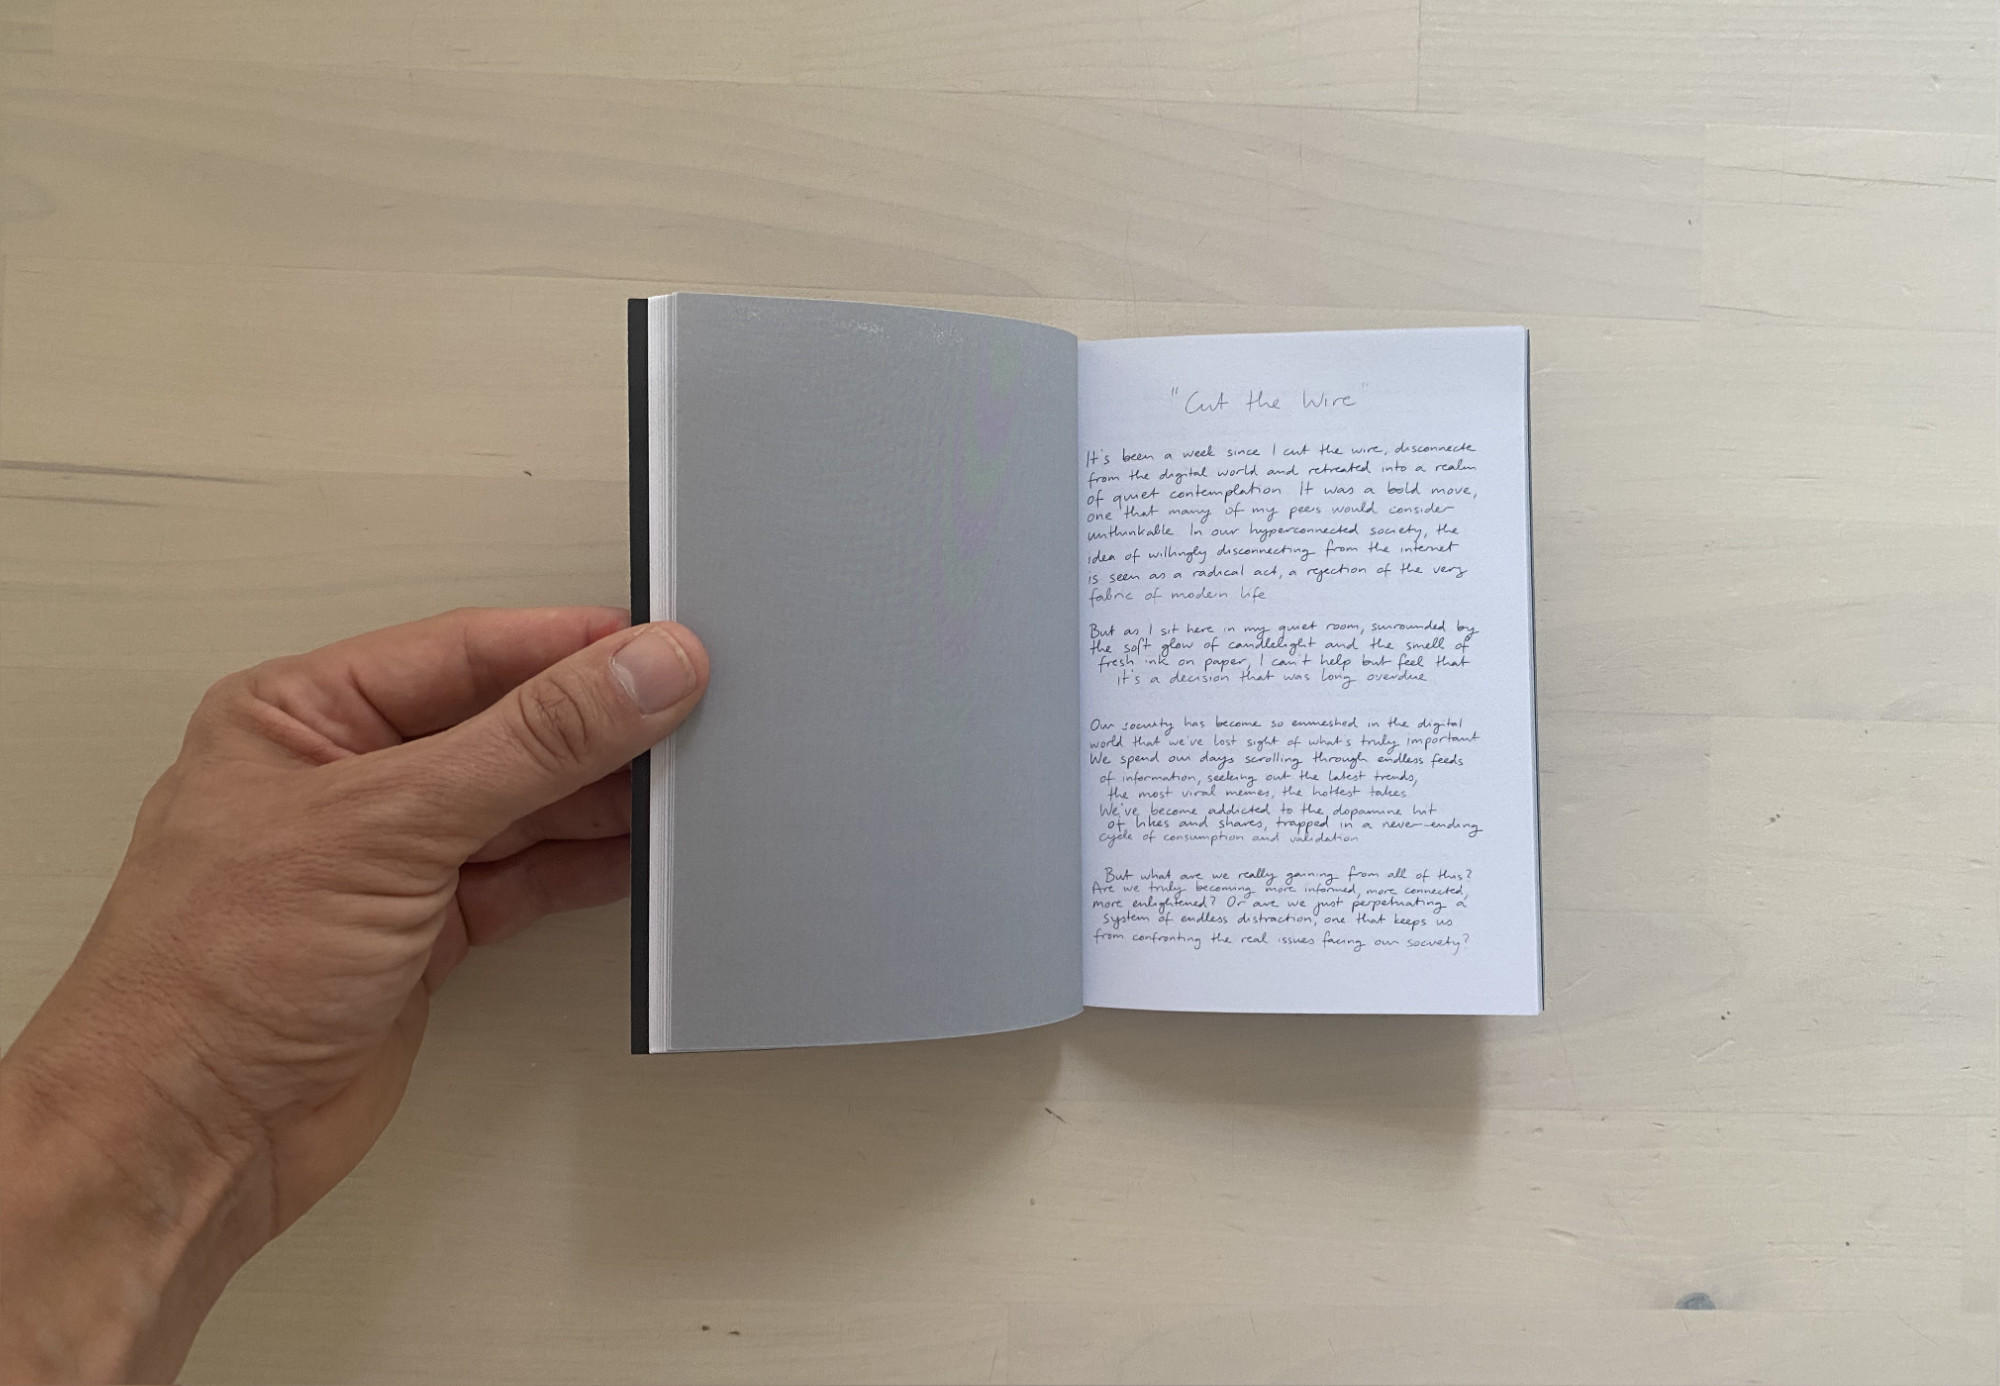 "Cut the Wire"
It's been a week since I cut the wire, disconnecte
from the digital world and retreated into a realm
of quiet contemplation It was a bold move,
one that many of my peers would consider
unthinkable In our hyperconnected society, the
idea of willingly disconnecting from the internet
is seen as a radical act, a rejection of the very
fabric of modern life
But as I sit here in my quiet room, surrounded by
the soft glow of candlelight and the smell of
fresh ink on paper, I can't help but feel that
it's a decision that was long overdue
Our society has become so enmeshed in the digital
world that we've lost sight of what's truly important
We spend our days scrolling through endless feeds
of information, seeking out the latest trends,
the most viral memes, the hottest takes
We've become addicted to the dopamine hit
of likes and shares, trapped in a never-ending
cycle of consumption and validation
But what are we really gaining from all of this?
Are we truly becoming more informed, more connected,
more enlightened? Or are we just perpetuating a
system of endless distraction, one that keeps us
from confronting the real issues facing our society?